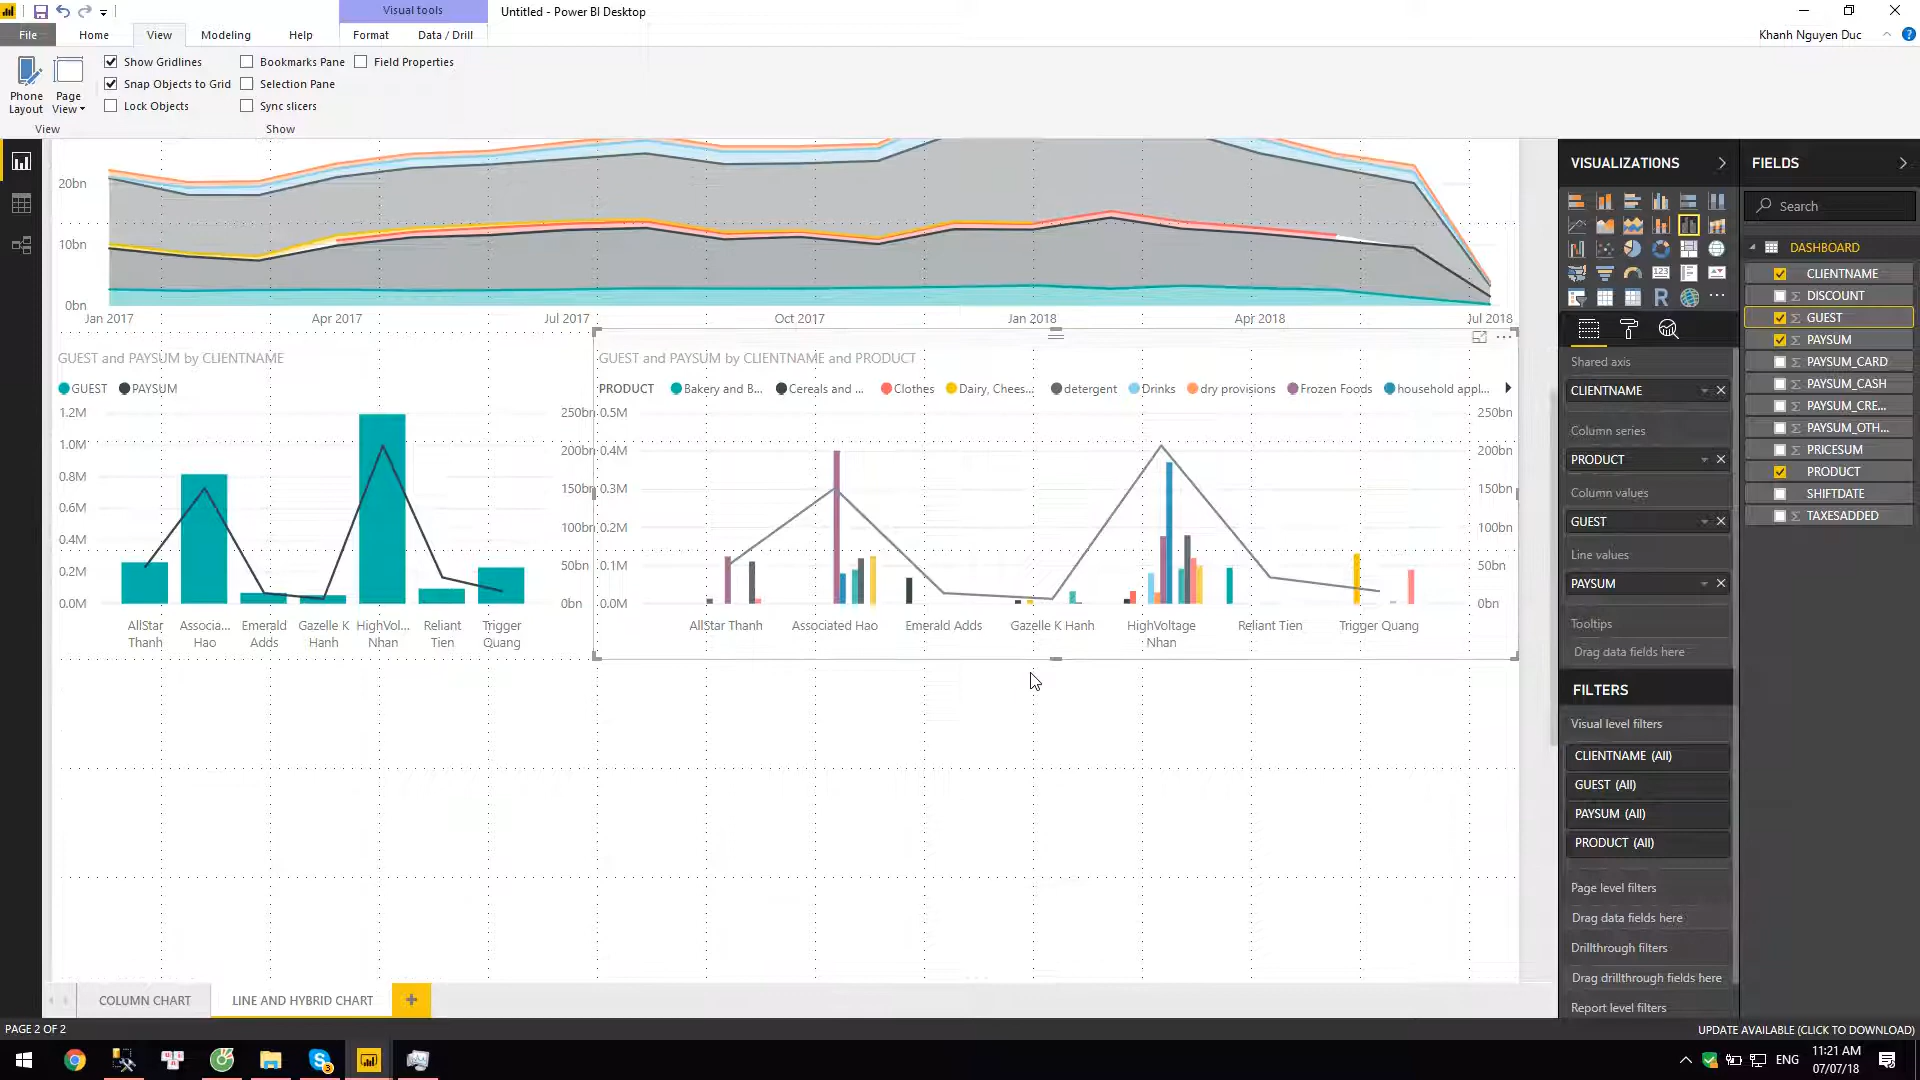 Visual tools
Untitled - Power BI Desktop
File
Home
View
Modeling
Help
Format
Data / Drill
Khanh Nguyen Duc
Phone Layout
Page View
Show Gridlines
Snap Objects to Grid
Lock Objects
Bookmarks Pane
Selection Pane
Sync slicers
Field Properties
View
Show
20bn
10bn
0bn
Jan 2017
Apr 2017
Jul 2017
Oct 2017
Jan 2018
Apr 2018
Jul 2018
GUEST and PAYSUM by CLIENTNAME
GUEST
PAYSUM
1.2M
1.0M
0.8M
0.6M
0.4M
0.2M
0.0M
250bn
200bn
150bn
100bn
50bn
0bn
AllStar Thanh
Associa... Hao
Emerald Adds
Gazelle K Hanh
HighVol... Nhan
Reliant Tien
Trigger Quang
GUEST and PAYSUM by CLIENTNAME and PRODUCT
PRODUCT
Bakery and B...
Cereals and ...
Clothes
Dairy, Chees...
detergent
Drinks
dry provisions
Frozen Foods
household appl...
0.5M
0.4M
0.3M
0.2M
0.1M
0.0M
250bn
200bn
150bn
100bn
50bn
0bn
AllStar Thanh
Associated Hao
Emerald Adds
Gazelle K Hanh
HighVoltage Nhan
Reliant Tien
Trigger Quang
VISUALIZATIONS
123
R
Shared axis
CLIENTNAME
Column series
PRODUCT
Column values
GUEST
Line values
PAYSUM
Tooltips
Drag data fields here
FILTERS
Visual level filters
CLIENTNAME (All)
GUEST (All)
PAYSUM (All)
PRODUCT (All)
Page level filters
Drag data fields here
Drillthrough filters
Drag drillthrough fields here
Report level filters
FIELDS
Search
DASHBOARD
CLIENTNAME
DISCOUNT
GUEST
PAYSUM
PAYSUM_CARD
PAYSUM_CASH
PAYSUM_CRE...
PAYSUM_OTH...
PRICESUM
PRODUCT
SHIFTDATE
TAXESADDED
COLUMN CHART
LINE AND HYBRID CHART
PAGE 2 OF 2
UPDATE AVAILABLE (CLICK TO DOWNLOAD)
ENG
11:21 AM
07/07/18